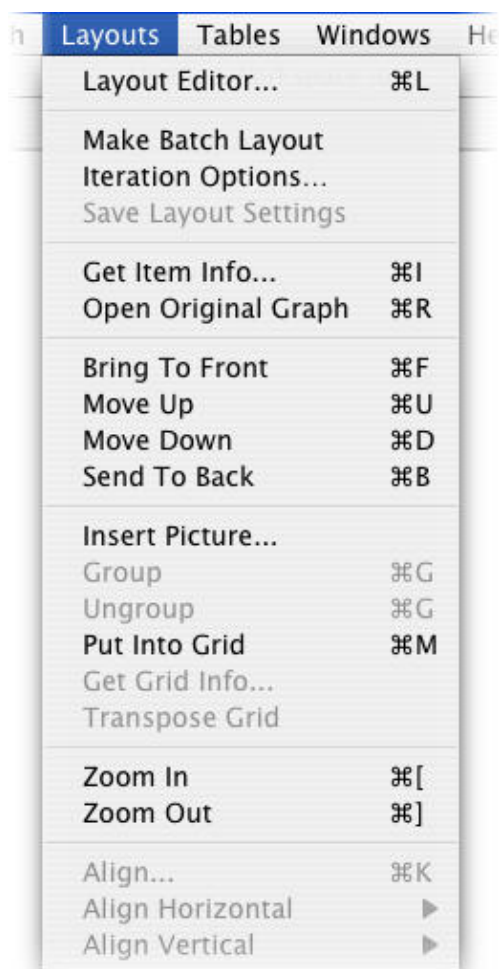 Layouts Tables Windows
Layout Editor... ⌘L
Make Batch Layout
Iteration Options...
Save Layout Settings
Get Item Info... ⌘I
Open Original Graph ⌘R
Bring To Front ⌘F
Move Up ⌘U
Move Down ⌘D
Send To Back ⌘B
Insert Picture...
Group ⌘G
Ungroup ⌘G
Put Into Grid ⌘M
Get Grid Info...
Transpose Grid
Zoom In ⌘[
Zoom Out ⌘]
Align... ⌘K
Align Horizontal
Align Vertical